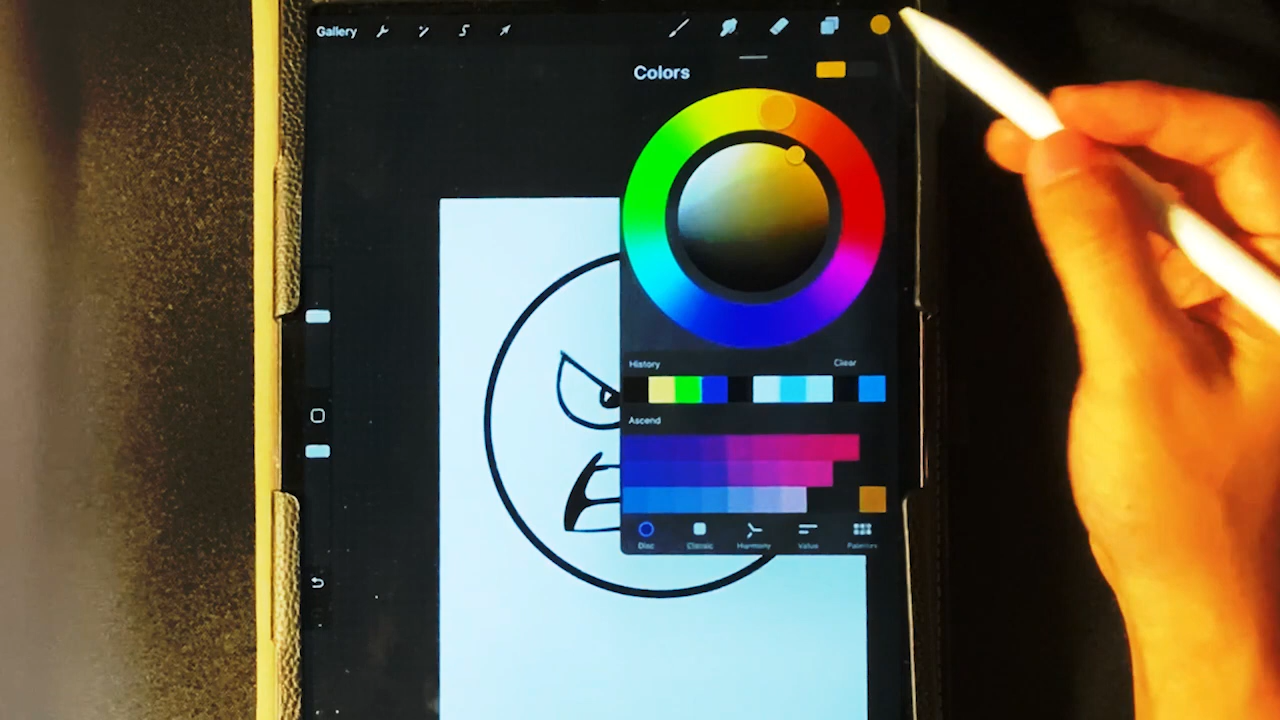 Gallery
Colors
History Clear
Ascend
Disc Classic Harmony Value Palettes